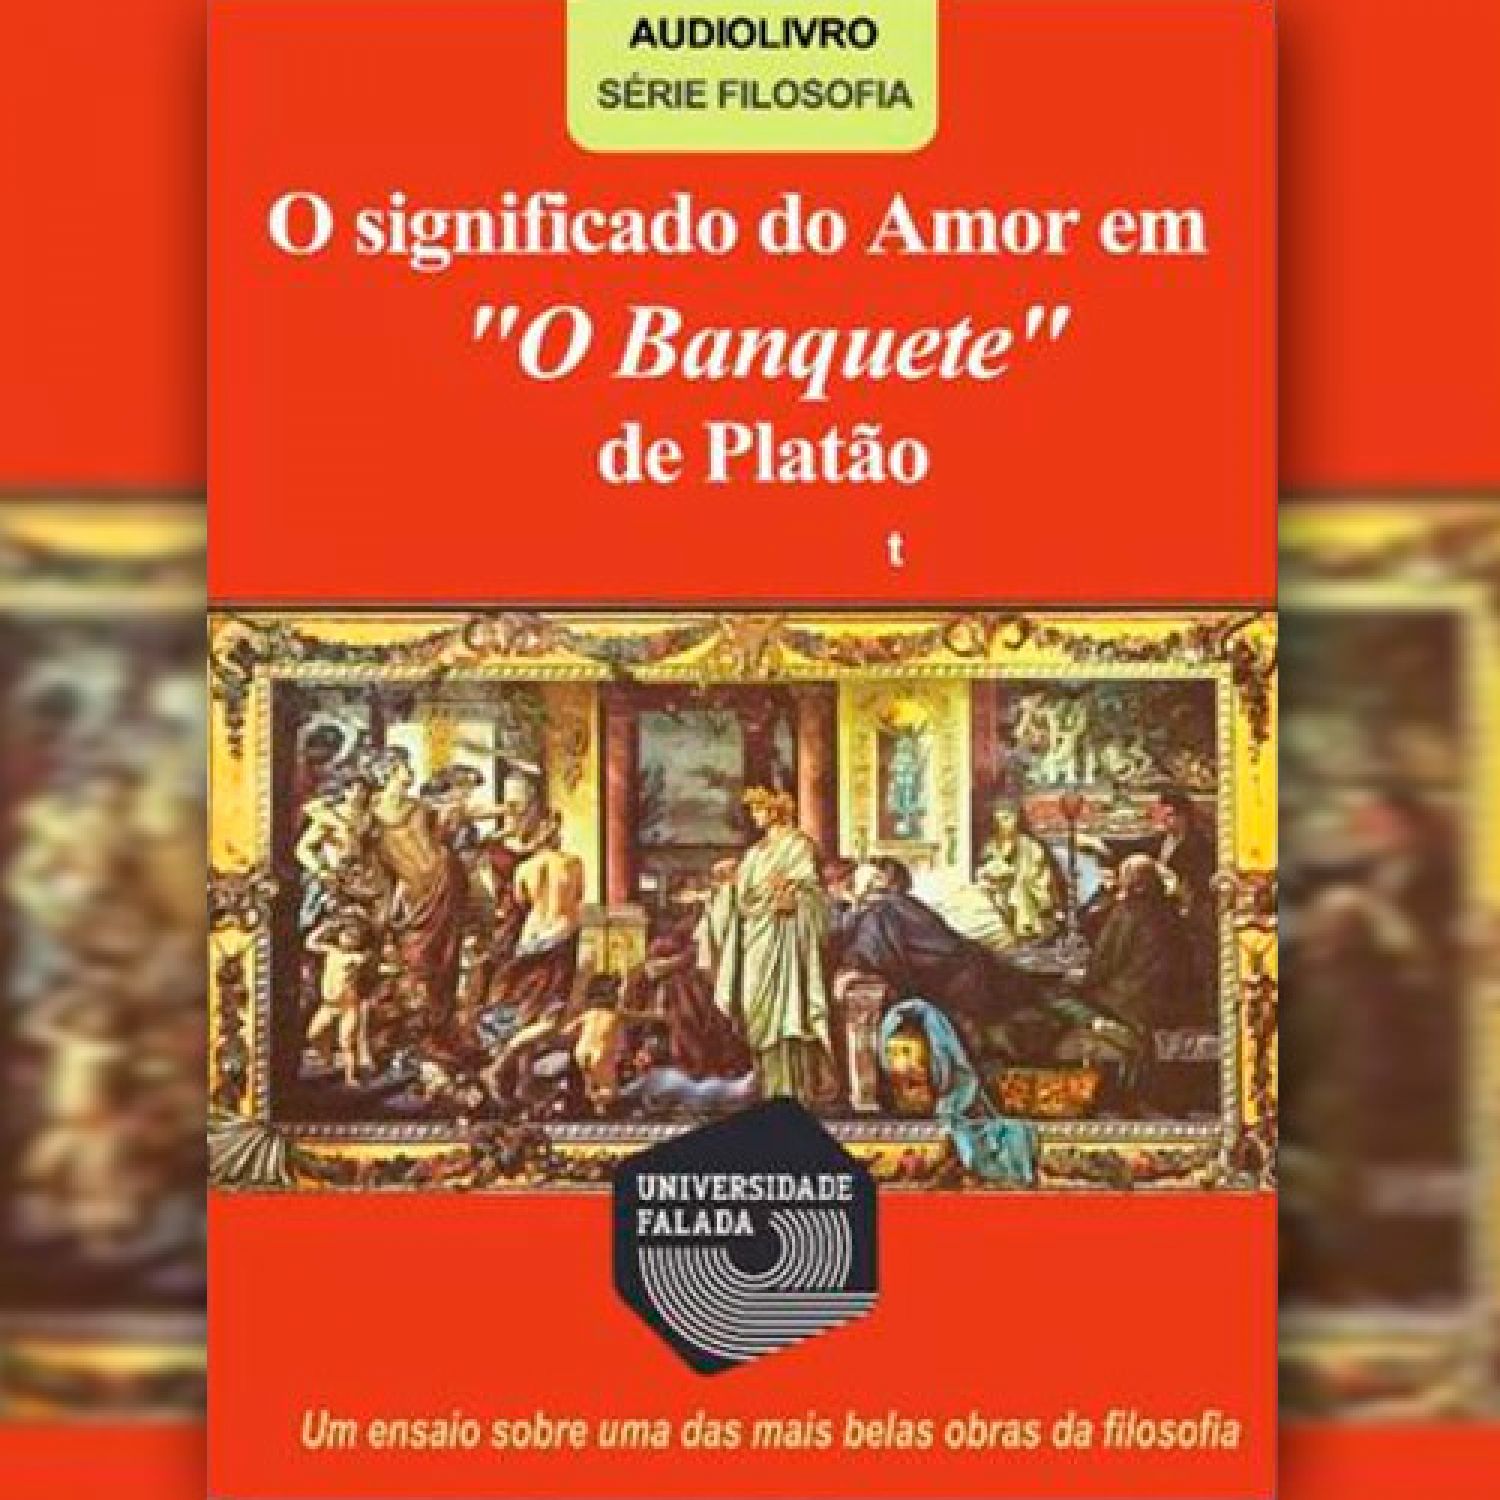 AUDIOLIVRO
SÉRIE FILOSOFIA
O significado do Amor em
"O Banquete"
de Platão
t
UNIVERSIDADE
FALADA
Um ensaio sobre uma das mais belas obras da filosofia